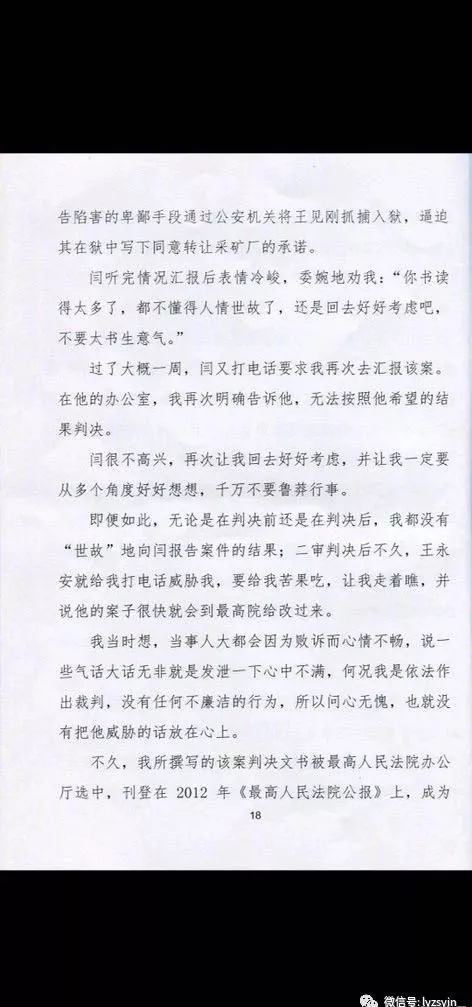 告陷害的卑鄙手段通过公安机关将王见刚抓捕入狱，逼迫
其在狱中写下同意转让采矿厂的承诺。
闫听完情况汇报后表情冷峻，委婉地劝我：“你书读
得太多了，都不懂得人情世故了，还是回去好好考虑吧，
不要太书生意气。”
过了大概一周，闫又打电话要求我再次去汇报该案。
在他的办公室，我再次明确告诉他，无法按照他希望的结
果判决。
闫很不高兴，再次让我回去好好考虑，并让我一定要
从多个角度好好想想，千万不要鲁莽行事。
即便如此，无论是在判决前还是在判决后，我都没有
“世故”地向闫报告案件的结果；二审判决后不久，王永
安就给我打电话威胁我，要给我苦果吃，让我走着瞧，并
说他的案子很快就会到最高院给改过来。
我当时想，当事人大都会因为败诉而心情不畅，说一
些气话大话无非就是发泄一下心中不满，何况我是依法作
出裁判，没有任何不廉洁的行为，所以问心无愧，也就没
有把他威胁的话放在心上。
不久，我所撰写的该案判决文书被最高人民法院办公
厅选中，刊登在 2012 年《最高人民法院公报》上，成为
18
微信号: lyzsyjn